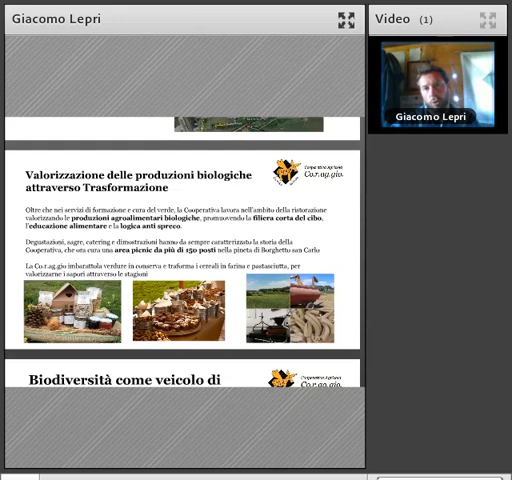 Giacomo Lepri
Video (1)
Giacomo Lepri
Valorizzazione delle produzioni biologiche
attraverso Trasformazione
Cooperativa Agricola
Co.r.ag.gio.
Oltre che nei servizi di formazione e cura del verde, la Cooperativa lavora nell'ambito della ristorazione
valorizzando le produzioni agroalimentari biologiche, promuovendo la filiera corta del cibo,
l'educazione alimentare e la logica anti spreco.
Degustazioni, sagre, catering e dimostrazioni hanno da sempre caratterizzato la storia della
Cooperativa, che ora cura una area picnic da più di 150 posti nella pineta di Borghetto san Carlo
La Co.r.ag.gio imbarattola verdure in conserva e traforma i cereali in farina e pastasciutta, per
valorizzarne i sapori attraverso le stagioni
Biodiversità come veicolo di
Cooperativa Agricola
Co.r.ag.gio.